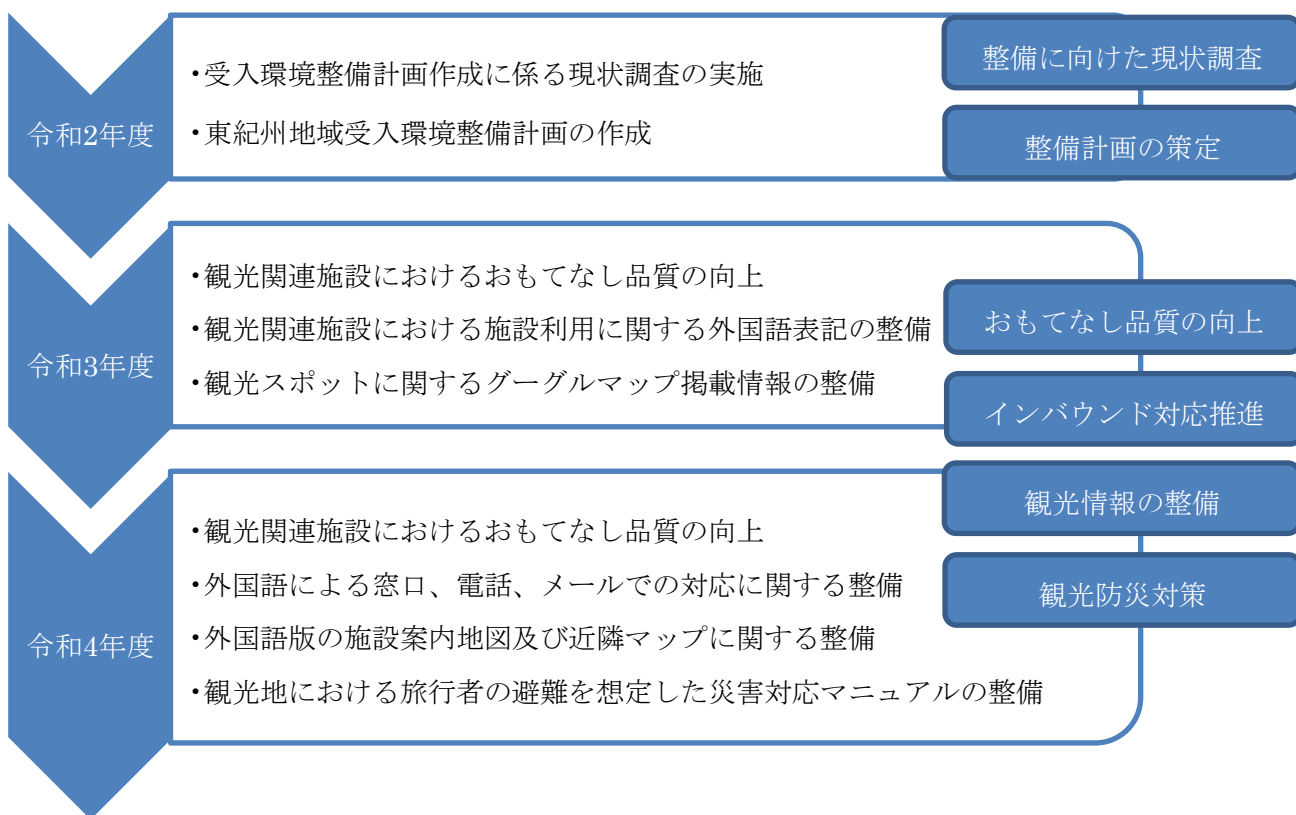 令和2年度
・受入環境整備計画作成に係る現状調査の実施
・東紀州地域受入環境整備計画の作成
整備に向けた現状調査
整備計画の策定
令和3年度
・観光関連施設におけるおもてなし品質の向上
・観光関連施設における施設利用に関する外国語表記の整備
・観光スポットに関するグーグルマップ掲載情報の整備
おもてなし品質の向上
インバウンド対応推進
令和4年度
・観光関連施設におけるおもてなし品質の向上
・外国語による窓口、電話、メールでの対応に関する整備
・外国語版の施設案内地図及び近隣マップに関する整備
・観光地における旅行者の避難を想定した災害対応マニュアルの整備
観光情報の整備
観光防災対策